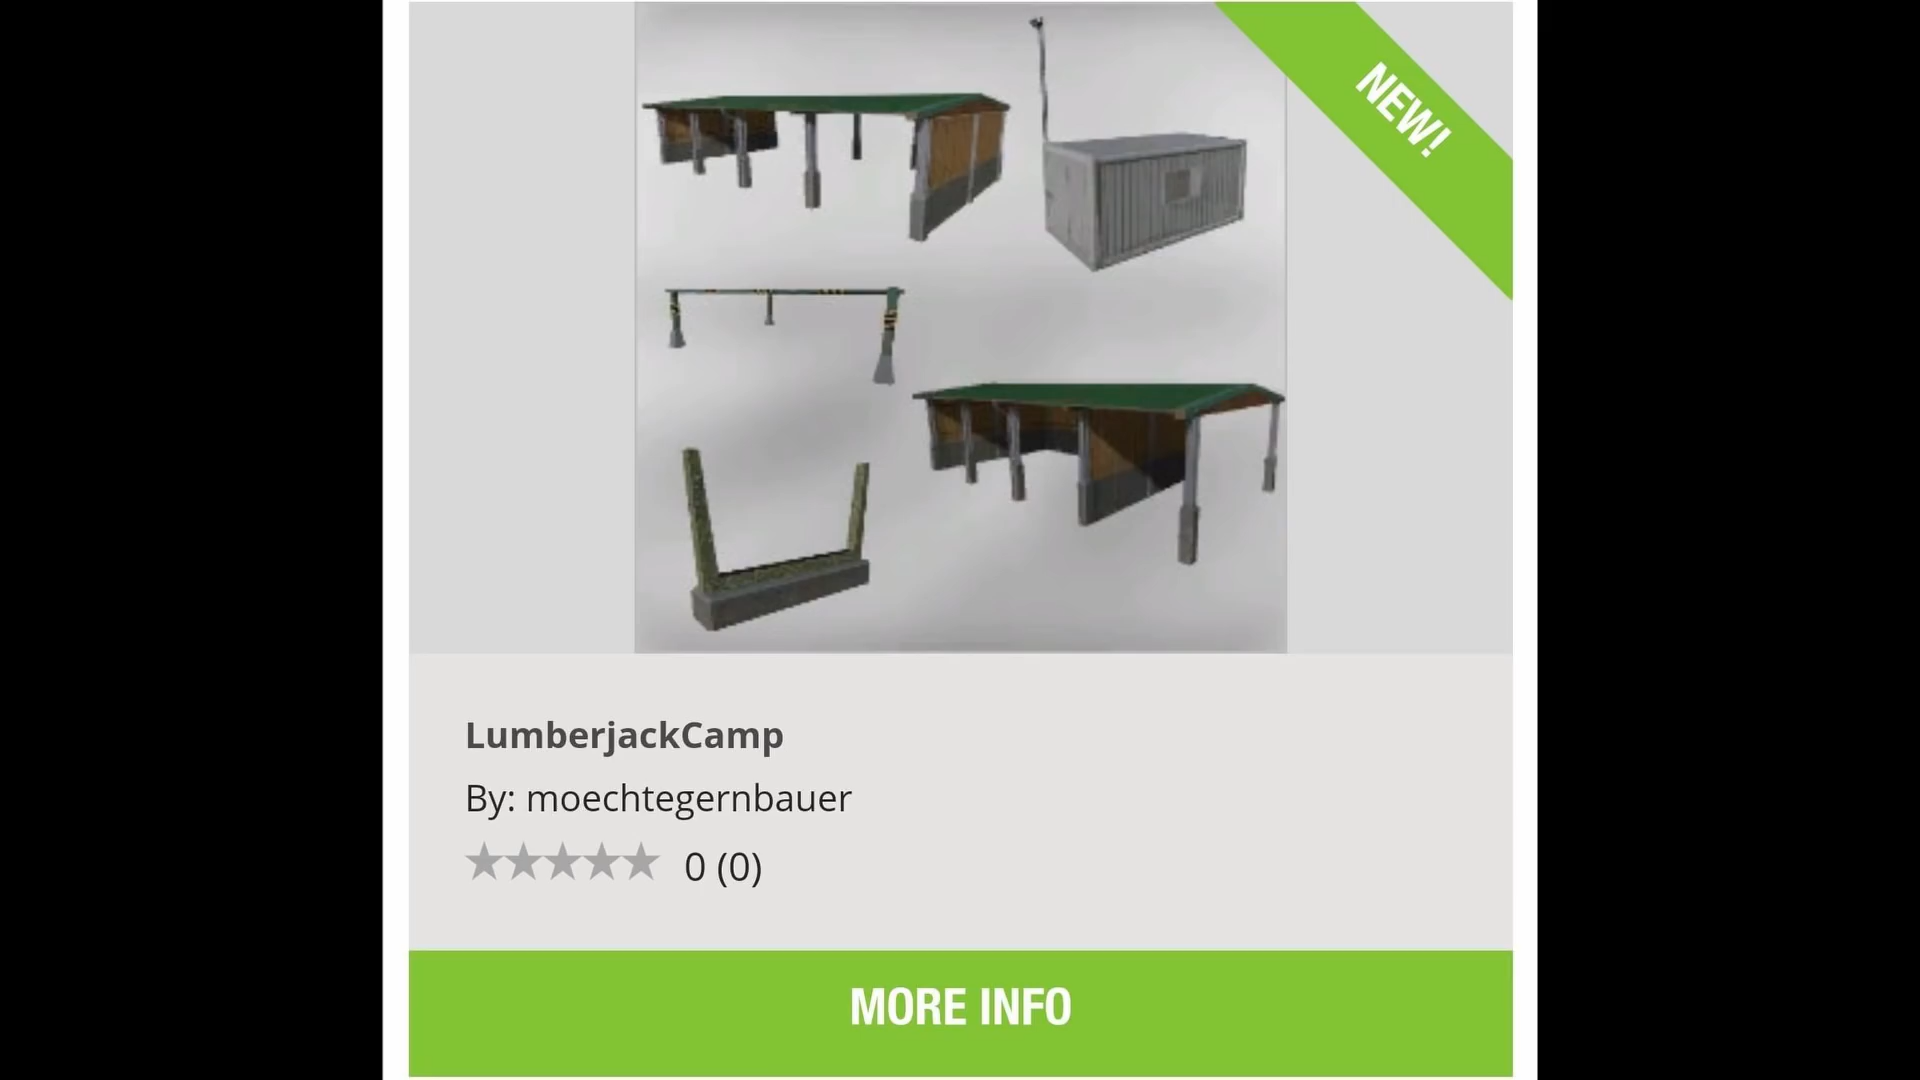 NEW!
LumberjackCamp
By: moechtegernbauer
0 (0)
MORE INFO